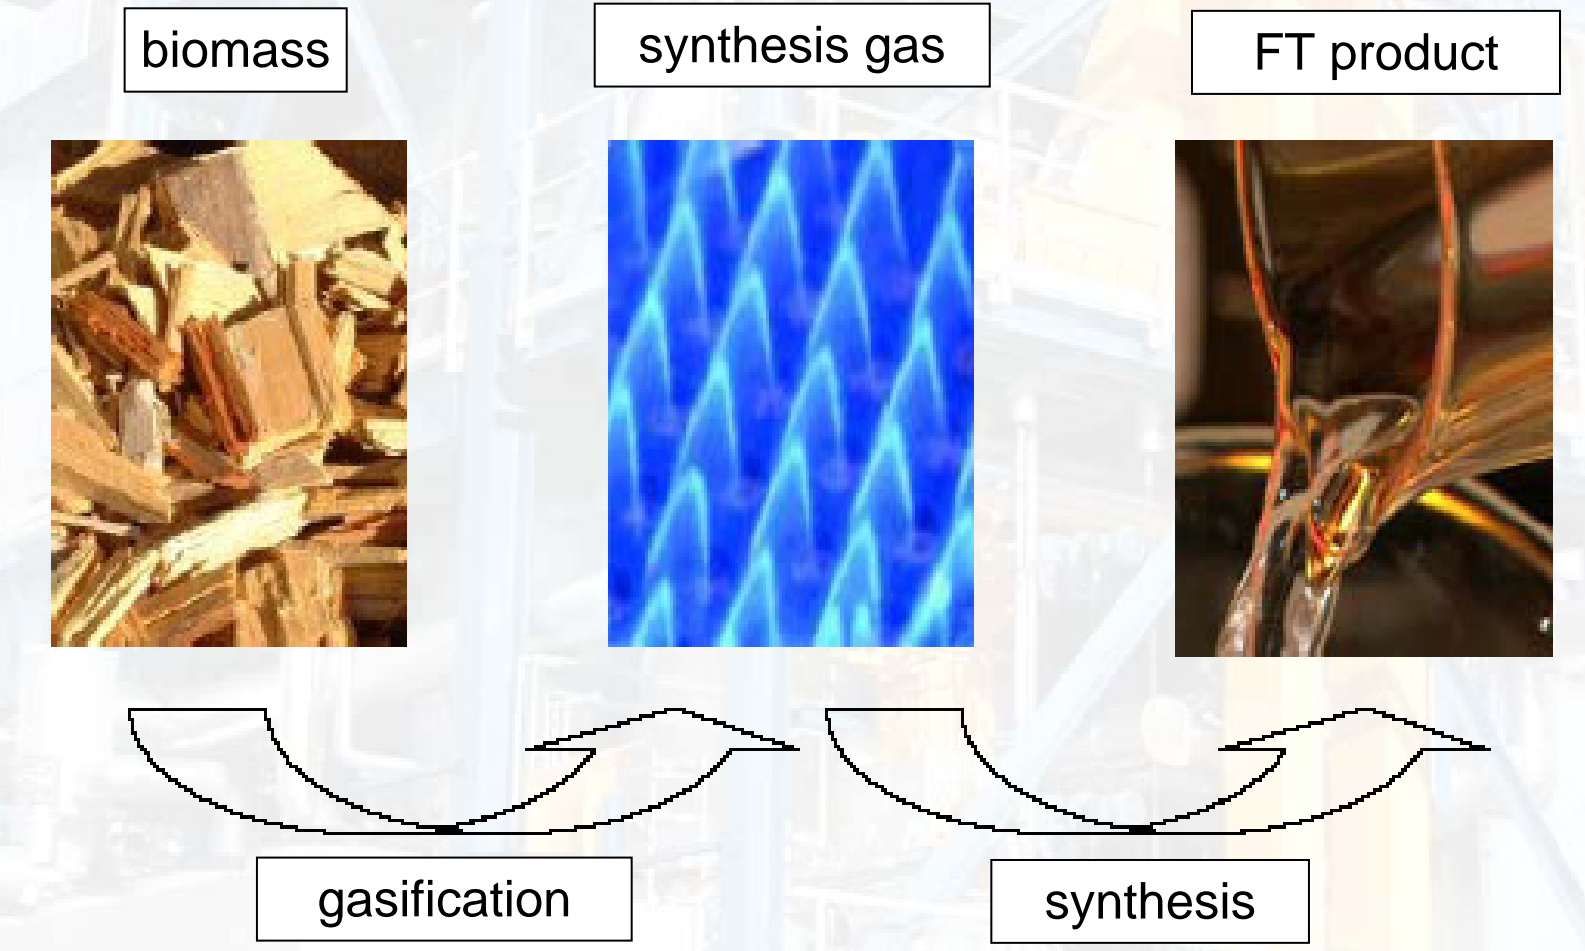 biomass
synthesis gas
FT product
gasification
synthesis